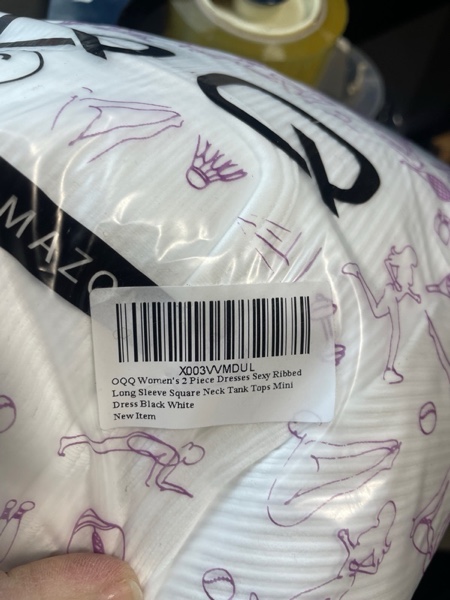 Q
MAZO
X003VVMDUL
OQQ Women's 2 Piece Dresses Sexy Ribbed
Long Sleeve Square Neck Tank Tops Mini
Dress Black White
New Item